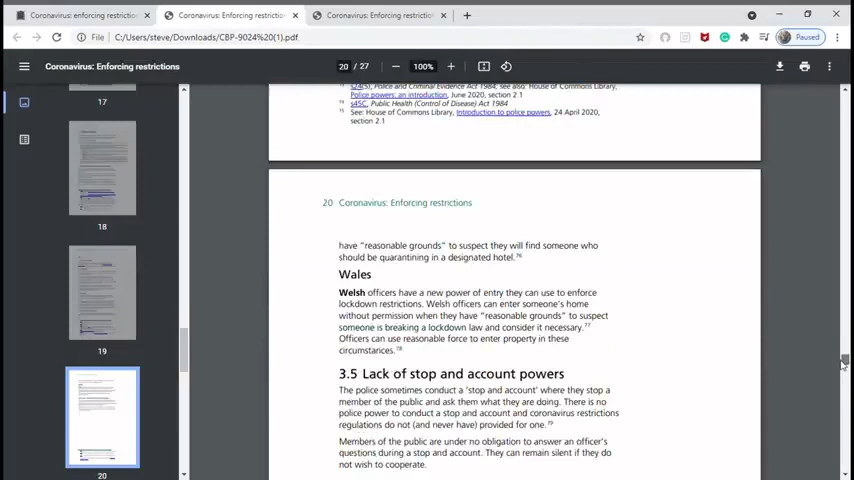 Coronavirus: enforcing restriction
Coronavirus: Enforcing restrictio
Coronavirus: Enforcing restriction
File
C:/Users/steve/Downloads/CBP-9024%20(1).pdf
Paused
Coronavirus: Enforcing restrictions
20 / 27
100%
17
18
19
20
s24(5), Police and Criminal Evidence Act 1984; see also: House of Commons Library,
Police powers: an introduction, June 2020, section 2.1
74 s45C, Public Health (Control of Disease) Act 1984
75 See: House of Commons Library, Introduction to police powers, 24 April 2020,
section 2.1
20 Coronavirus: Enforcing restrictions
have "reasonable grounds" to suspect they will find someone who
should be quarantining in a designated hotel.76
Wales
Welsh officers have a new power of entry they can use to enforce
lockdown restrictions. Welsh officers can enter someone's home
without permission when they have "reasonable grounds" to suspect
someone is breaking a lockdown law and consider it necessary.77
Officers can use reasonable force to enter property in these
circumstances.78
3.5 Lack of stop and account powers
The police sometimes conduct a 'stop and account' where they stop a
member of the public and ask them what they are doing. There is no
police power to conduct a stop and account and coronavirus restrictions
regulations do not (and never have) provided for one.79
Members of the public are under no obligation to answer an officer's
questions during a stop and account. They can remain silent if they do
not wish to cooperate.